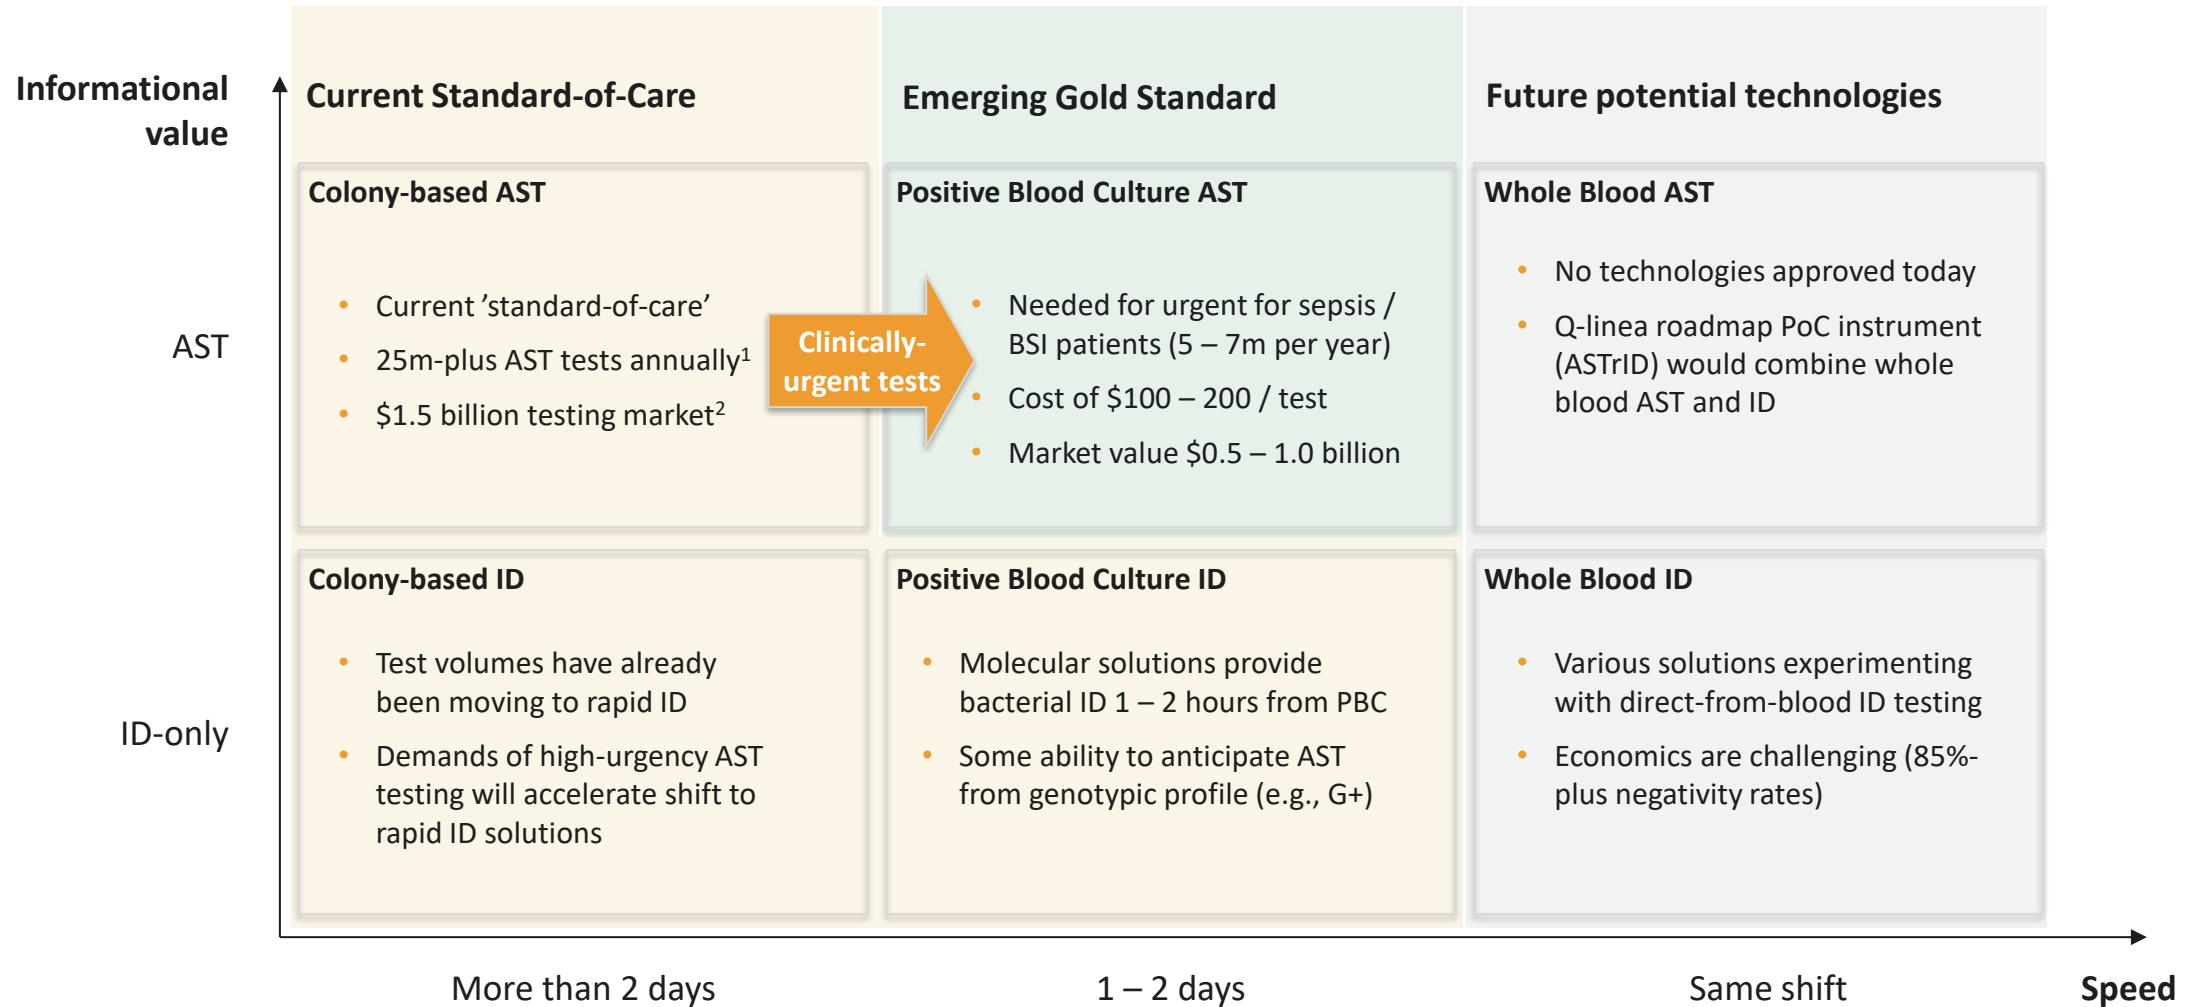 Informational
value
Current Standard-of-Care
Emerging Gold Standard
Future potential technologies
AST
Colony-based AST
• Current ’standard-of-care’
• 25m-plus AST tests annually1
• $1.5 billion testing market2
Clinically-
urgent tests
Positive Blood Culture AST
• Needed for urgent for sepsis /
BSI patients (5 – 7m per year)
• Cost of $100 – 200 / test
• Market value $0.5 – 1.0 billion
Whole Blood AST
• No technologies approved today
• Q-linea roadmap PoC instrument
(ASTrID) would combine whole
blood AST and ID
ID-only
Colony-based ID
• Test volumes have already
been moving to rapid ID
• Demands of high-urgency AST
testing will accelerate shift to
rapid ID solutions
Positive Blood Culture ID
• Molecular solutions provide
bacterial ID 1 – 2 hours from PBC
• Some ability to anticipate AST
from genotypic profile (e.g., G+)
Whole Blood ID
• Various solutions experimenting
with direct-from-blood ID testing
• Economics are challenging (85%-
plus negativity rates)
More than 2 days
1 – 2 days
Same shift
Speed